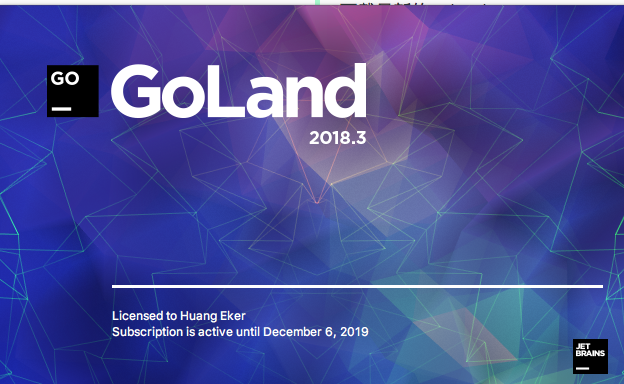 GO
GoLand
2018.3
Licensed to Huang Eker
Subscription is active until December 6, 2019
JET
BRAINS